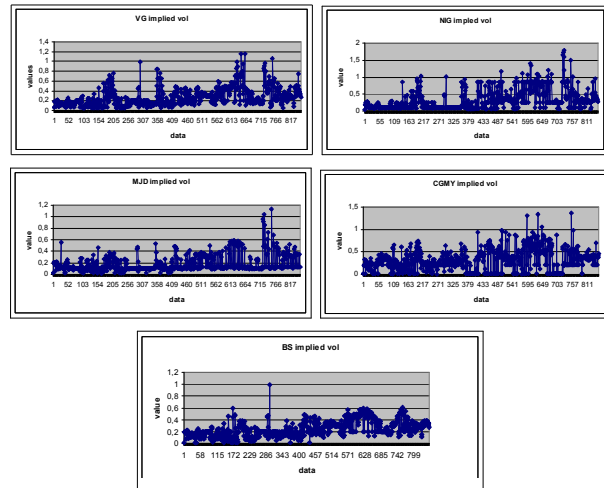 VG implied vol
values
1,4
1,2
1
0,8
0,6
0,4
0,2
0
1 52 103 154 205 256 307 358 409 460 511 562 613 664 715 766 817
data
NIG implied vol
values
2
1,5
1
0,5
0
1 55 109 163 217 271 325 379 433 487 541 595 649 703 757 811
data
MJD implied vol
value
1,2
1
0,8
0,6
0,4
0,2
0
1 52 103 154 205 256 307 358 409 460 511 562 613 664 715 766 817
data
CGMY implied vol
value
1,5
1
0,5
0
1 55 109 163 217 271 325 379 433 487 541 595 649 703 757 811
data
BS implied vol
value
1,2
1
0,8
0,6
0,4
0,2
0
1 58 115 172 229 286 343 400 457 514 571 628 685 742 799
data